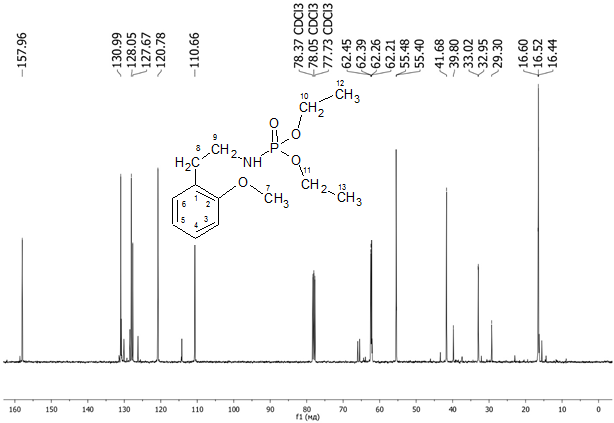 157.96
130.99
128.05
127.67
120.78
110.66
78.37 CDCl3
78.05 CDCl3
77.73 CDCl3
62.45
62.39
62.26
62.21
55.48
55.40
41.68
39.80
33.02
32.95
29.30
16.60
16.52
16.44
12
CH3
10
O
O
9
CH2
8
H2C
NH
P
O
11
7
CH3
O
13
CH3
1
2
6
5
4
3
160 150 140 130 120 110 100 90 80 70 60 50 40 30 20 10 0
f1 (мд)